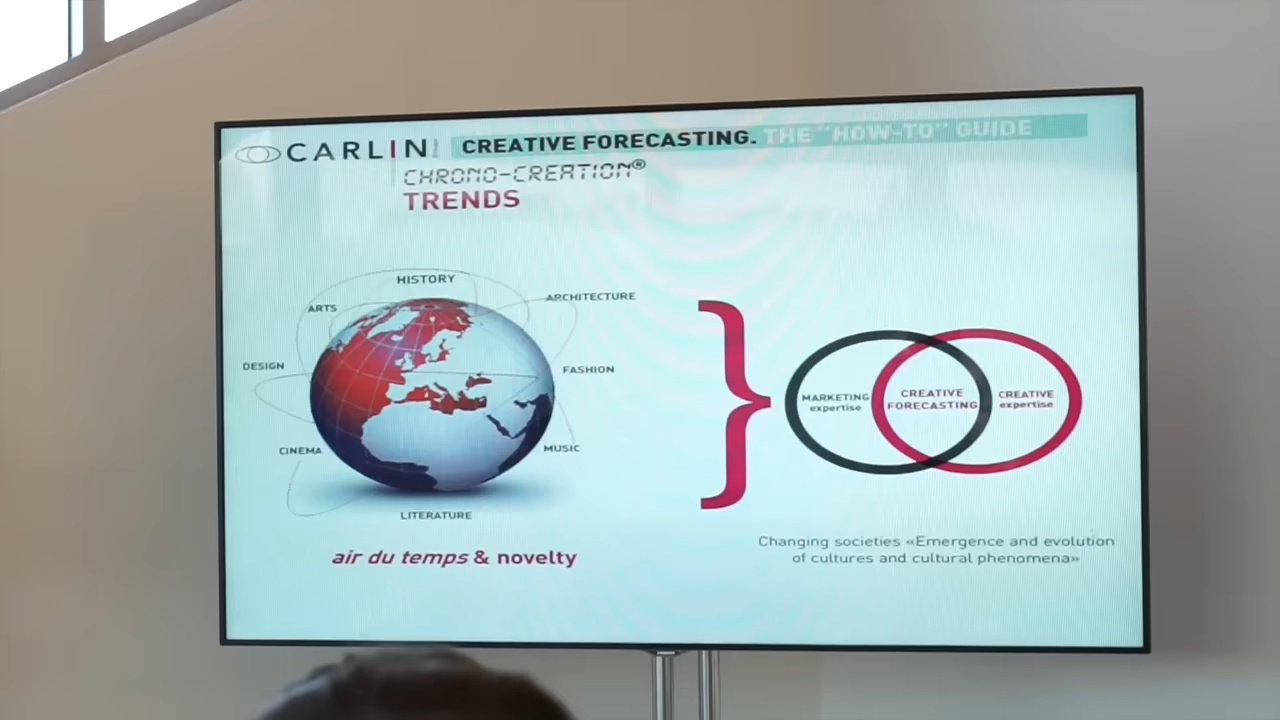 CARLIN CREATIVE FORECASTING. THE "HOW-TO" GUIDE
CHRONO-CREATION®
TRENDS
HISTORY
ARTS
ARCHITECTURE
DESIGN
FASHION
CINEMA
MUSIC
LITERATURE
air du temps & novelty
}
MARKETING
expertise
CREATIVE
FORECASTING
CREATIVE
expertise
Changing societies «Emergence and evolution
of cultures and cultural phenomena»